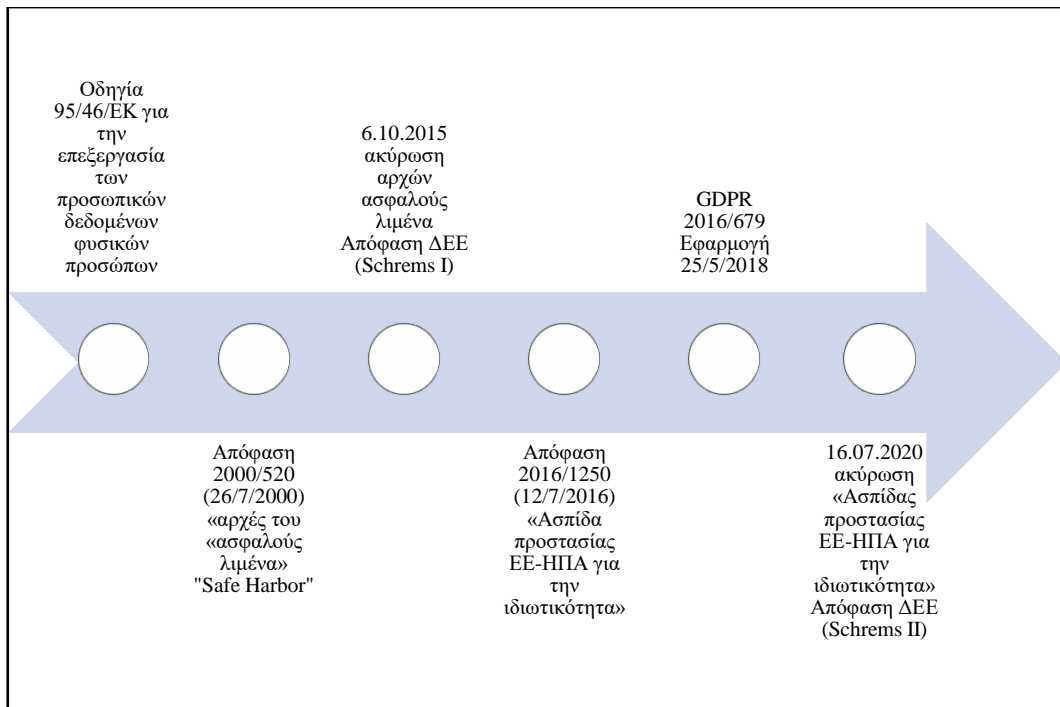 Οδηγία
95/46/ΕΚ για
την
επεξεργασία
των
προσωπικών
δεδομένων
φυσικών
προσώπων
Απόφαση
2000/520
(26/7/2000)
«αρχές του
«ασφαλούς
λιμένα»
"Safe Harbor"
6.10.2015
ακύρωση
αρχών
ασφαλούς
λιμένα
Απόφαση ΔΕΕ
(Schrems I)
Απόφαση
2016/1250
(12/7/2016)
«Ασπίδα
προστασίας
ΕΕ-ΗΠΑ για
την
ιδιωτικότητα»
GDPR
2016/679
Εφαρμογή
25/5/2018
16.07.2020
ακύρωση
«Ασπίδας
προστασίας
ΕΕ-ΗΠΑ για
την
ιδιωτικότητα»
Απόφαση ΔΕΕ
(Schrems II)